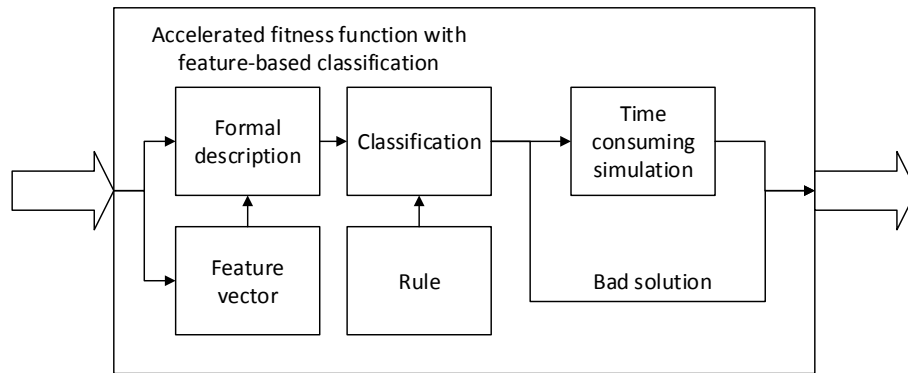 Accelerated fitness function with
feature-based classification
Formal
description
Classification
Time
consuming
simulation
Feature
vector
Rule
Bad solution